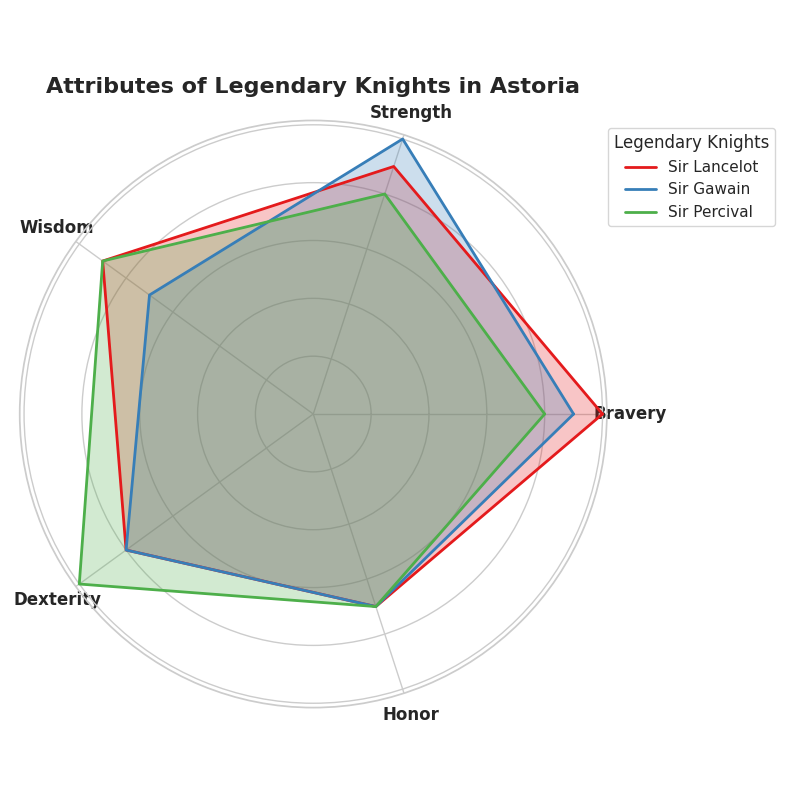 Attributes of Legendary Knights in Astoria
Strength
Legendary Knights
Sir Lancelot
Sir Gawain
Sir Percival
Wisdom
Bravery
Dexterity
Honor